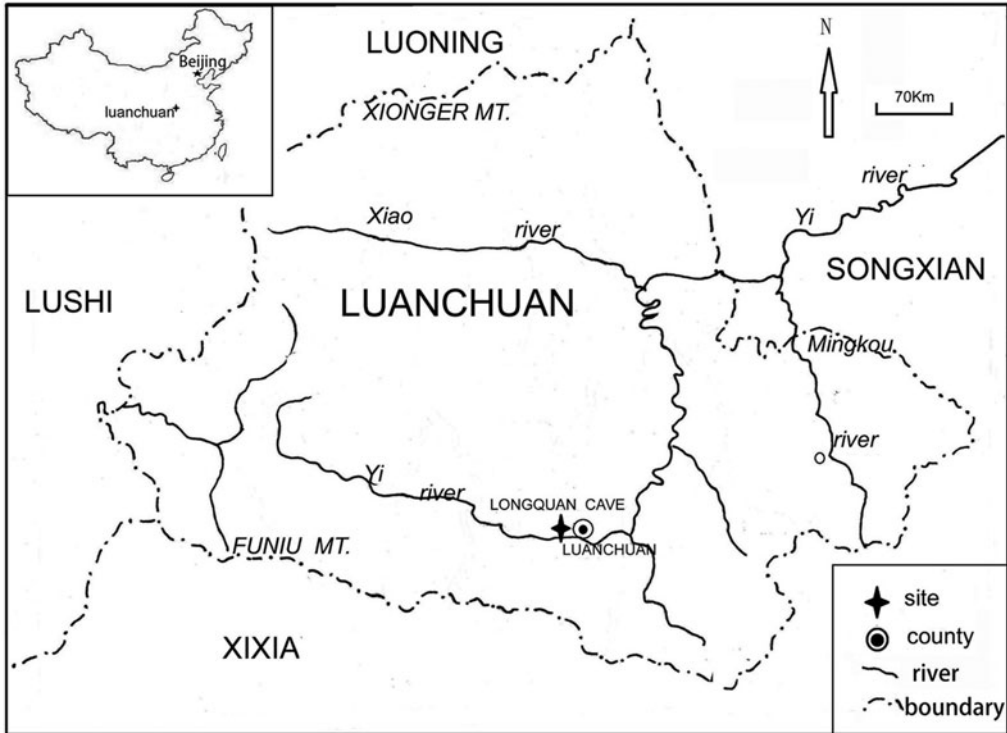 LUONING
N
Beijing
luanchuan
70Km
XIONGER MT.
river
Xiao
river
Yi
SONGXIAN
LUSHI
LUANCHUAN
Mingkou
river
Yi
river
LONGQUAN CAVE
LUANCHUAN
FUNIU MT.
XIXIA
site
county
river
boundary